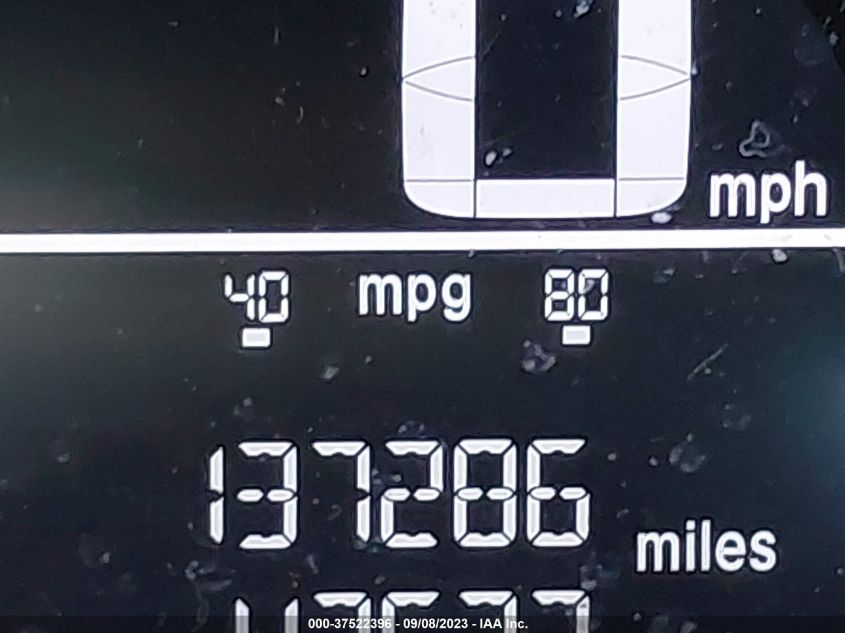 0 mph
40 mpg 80
137286 miles
000-37522396 - 09/08/2023 - IAA Inc.